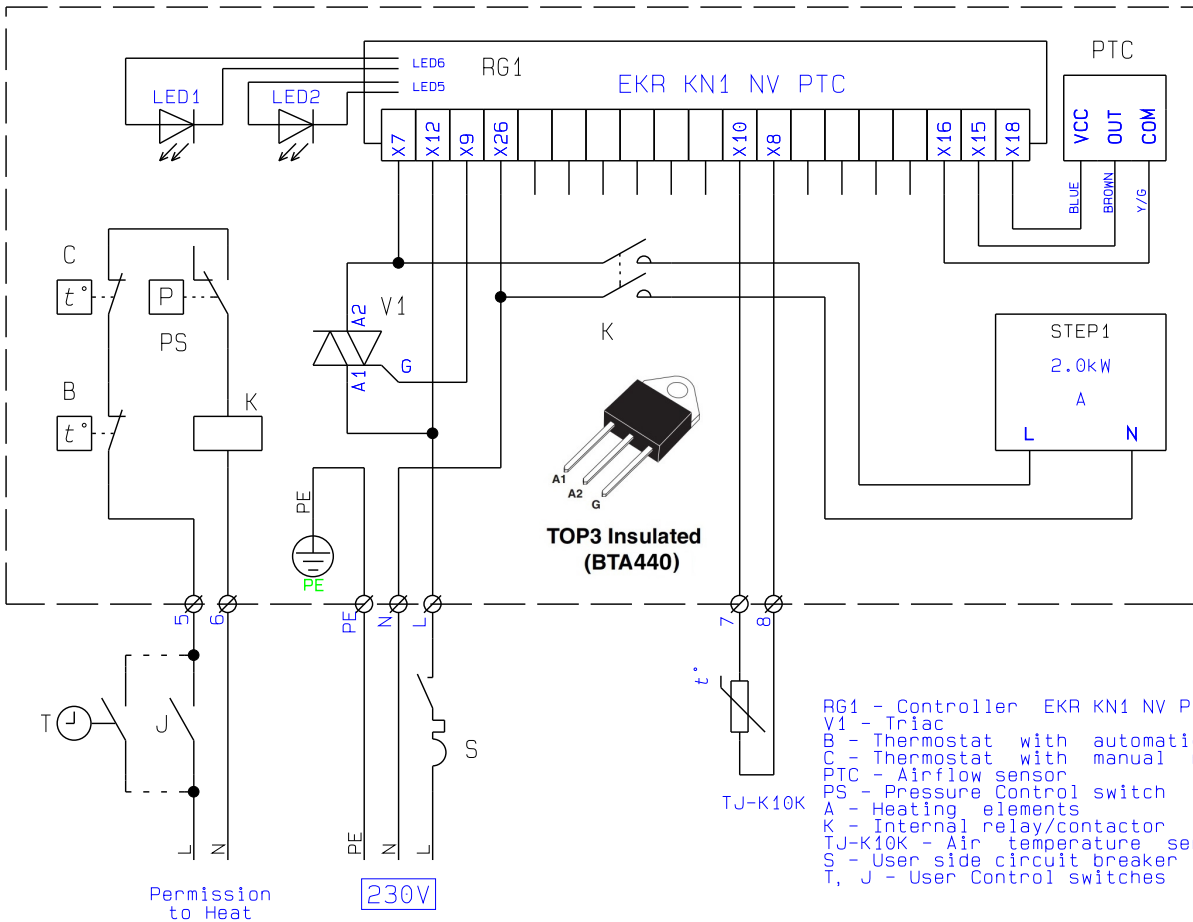 LED6
RG1
PTC
LED5
EKR KN1 NV PTC
LED1
LED2
X7
X12
X9
X26
X10
X8
X16
X15
X18
VCC
OUT
COM
BLUE
BROWN
Y/G
C
t°
P
PS
V1
A2
A1
G
K
STEP1
2.0kW
A
L
N
B
t°
K
A1
A2
G
TOP3 Insulated
(BTA440)
PE
PE
5
6
PE
N
L
7
8
T
J
S
t°
TJ-K10K
L
N
PE
N
L
Permission
to Heat
230V
RG1 - Controller EKR KN1 NV P
V1 - Triac
B - Thermostat with automati
C - Thermostat with manual
PTC - Airflow sensor
PS - Pressure Control switch
A - Heating elements
K - Internal relay/contactor
TJ-K10K - Air temperature se
S - User side circuit breaker
T, J - User Control switches